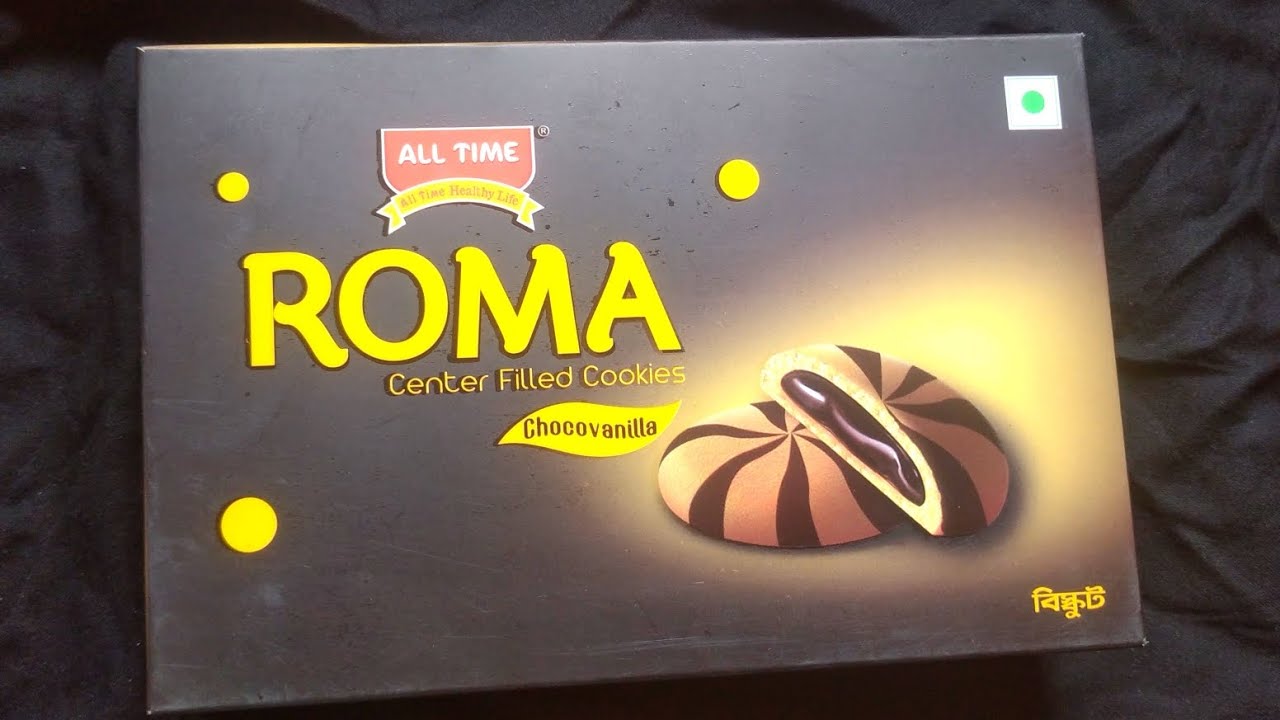 ALL TIME ®
All Time Healthy Life
ROMA
Center Filled Cookies
Chocovanilla
বিস্কুট